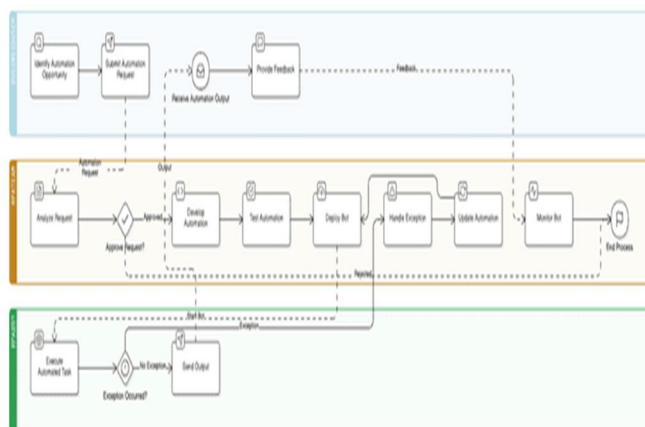 Identify Automation
Opportunity
Submit Automation
Request
Receive Automation Output
Provide Feedback
Feedback
Automation
Request
Output
Analyze Request
Approve Request?
Approved
Develop
Automation
Test Automation
Deploy Bot
Handle Exception
Update Automation
Monitor Bot
End Process
Rejected
Start Bot
Exception
Execute
Automated Task
Exception Occurred?
No Exception
Send Output